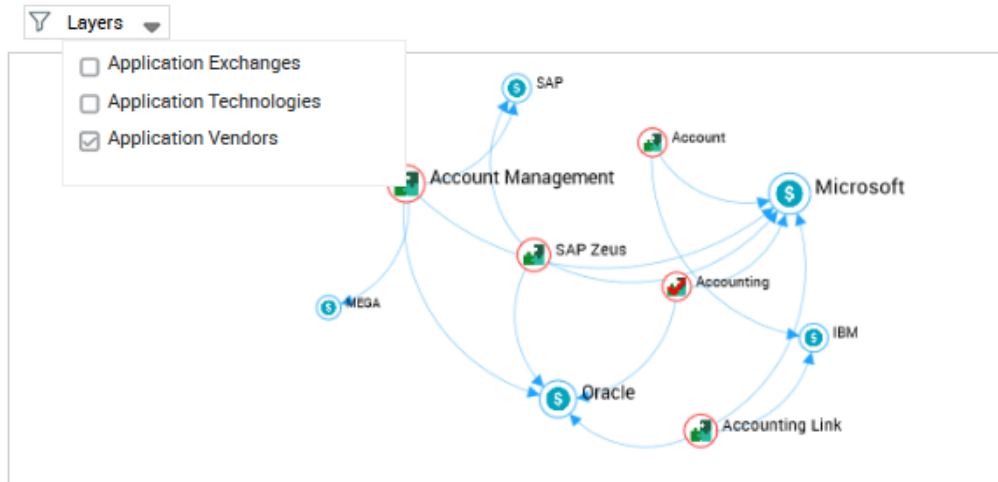 Layers
Application Exchanges
Application Technologies
Application Vendors
SAP
Account
Account Management
Microsoft
SAP Zeus
Accounting
MEGA
IBM
Oracle
Accounting Link